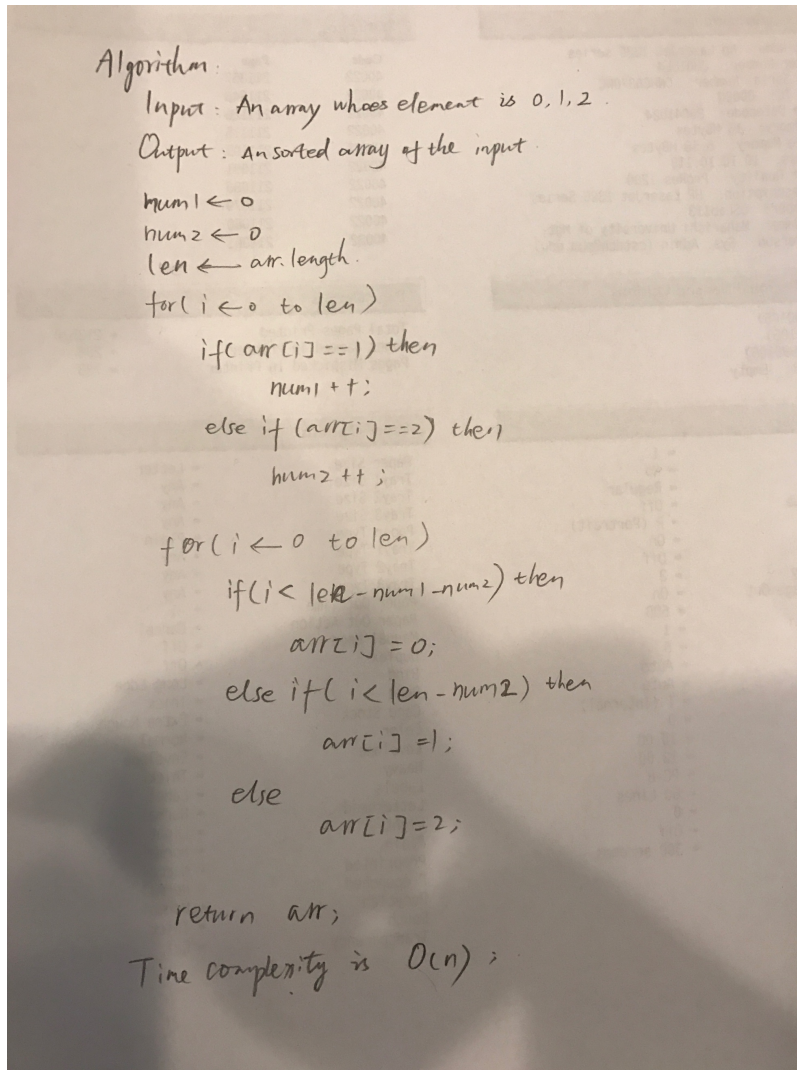 Algorithm:
Input: An array whoes element is 0, 1, 2.
Output: An sorted array of the input.
num1 ← 0
num2 ← 0
len ← arr.length.
for(i ← 0 to len)
if(arr[i]==1) then
num1++;
else if (arr[i]==2) then
num2++;
for(i ← 0 to len)
if(i < len-num1-num2) then
arr[i] = 0;
else if(i < len-num2) then
arr[i] =1;
else
arr[i]=2;
return arr;
Time complexity is O(n);